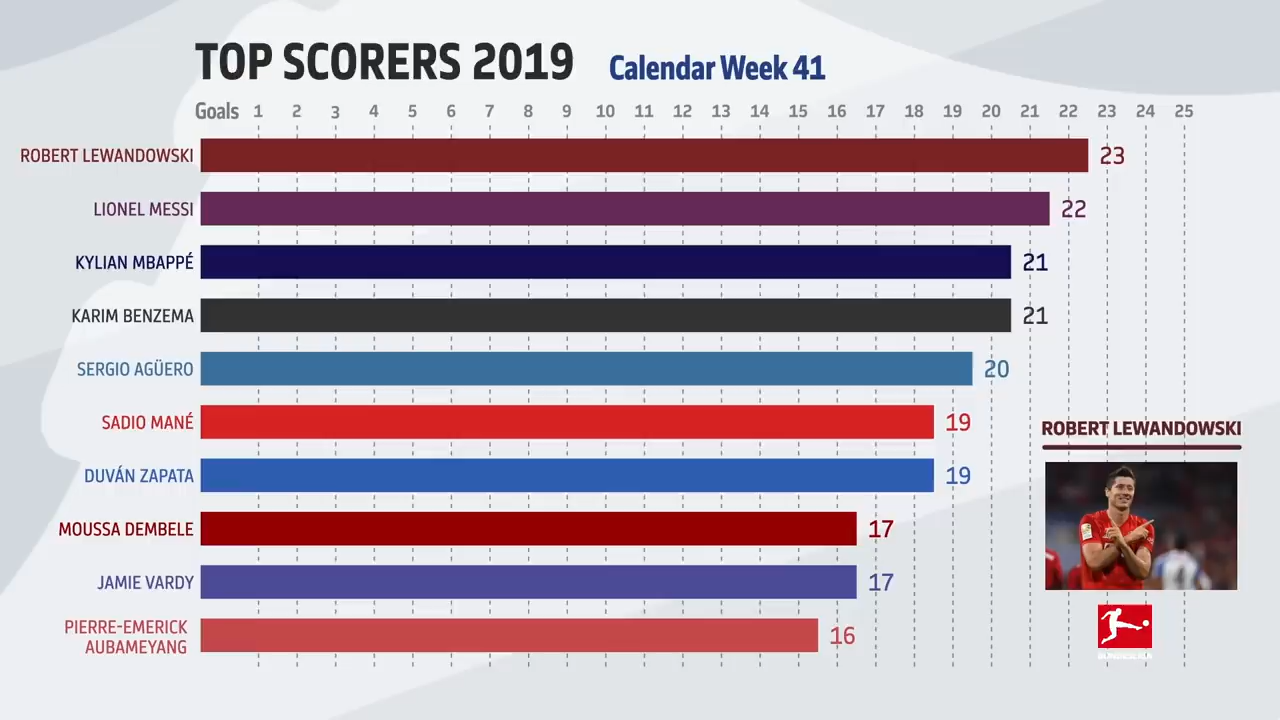 TOP SCORERS 2019 Calendar Week 41
Goals 1 2 3 4 5 6 7 8 9 10 11 12 13 14 15 16 17 18 19 20 21 22 23 24 25
ROBERT LEWANDOWSKI 23
LIONEL MESSI 22
KYLIAN MBAPPÉ 21
KARIM BENZEMA 21
SERGIO AGÜERO 20
SADIO MANÉ 19
ROBERT LEWANDOWSKI
DUVÁN ZAPATA 19
MOUSSA DEMBELE 17
JAMIE VARDY 17
PIERRE-EMERICK
AUBAMEYANG 16
BUNDESLIGA